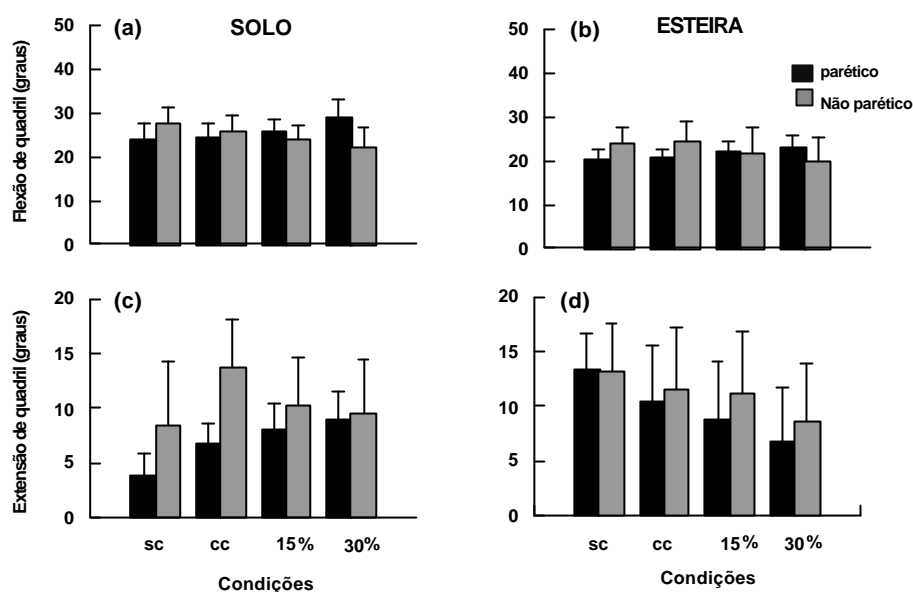 (a) SOLO
Flexão de quadril (graus)
50
40
30
20
10
0
(b) ESTEIRA
50
40
30
20
10
0
parético
Não parético
(c)
Extensão de quadril (graus)
20
15
10
5
0
sc cc 15% 30%
Condições
(d)
20
15
10
5
0
sc cc 15% 30%
Condições